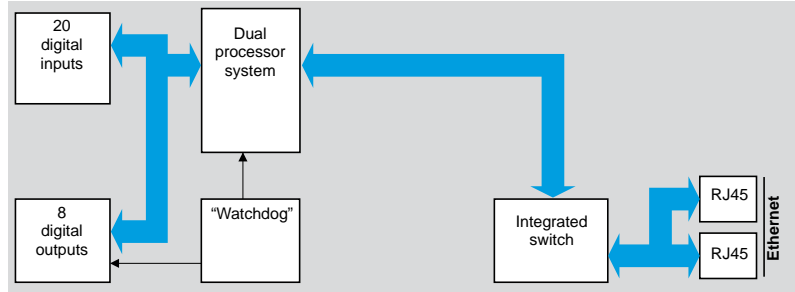 20
digital
inputs
Dual
processor
system
8
digital
outputs
“Watchdog”
Integrated
switch
RJ45
RJ45
Ethernet